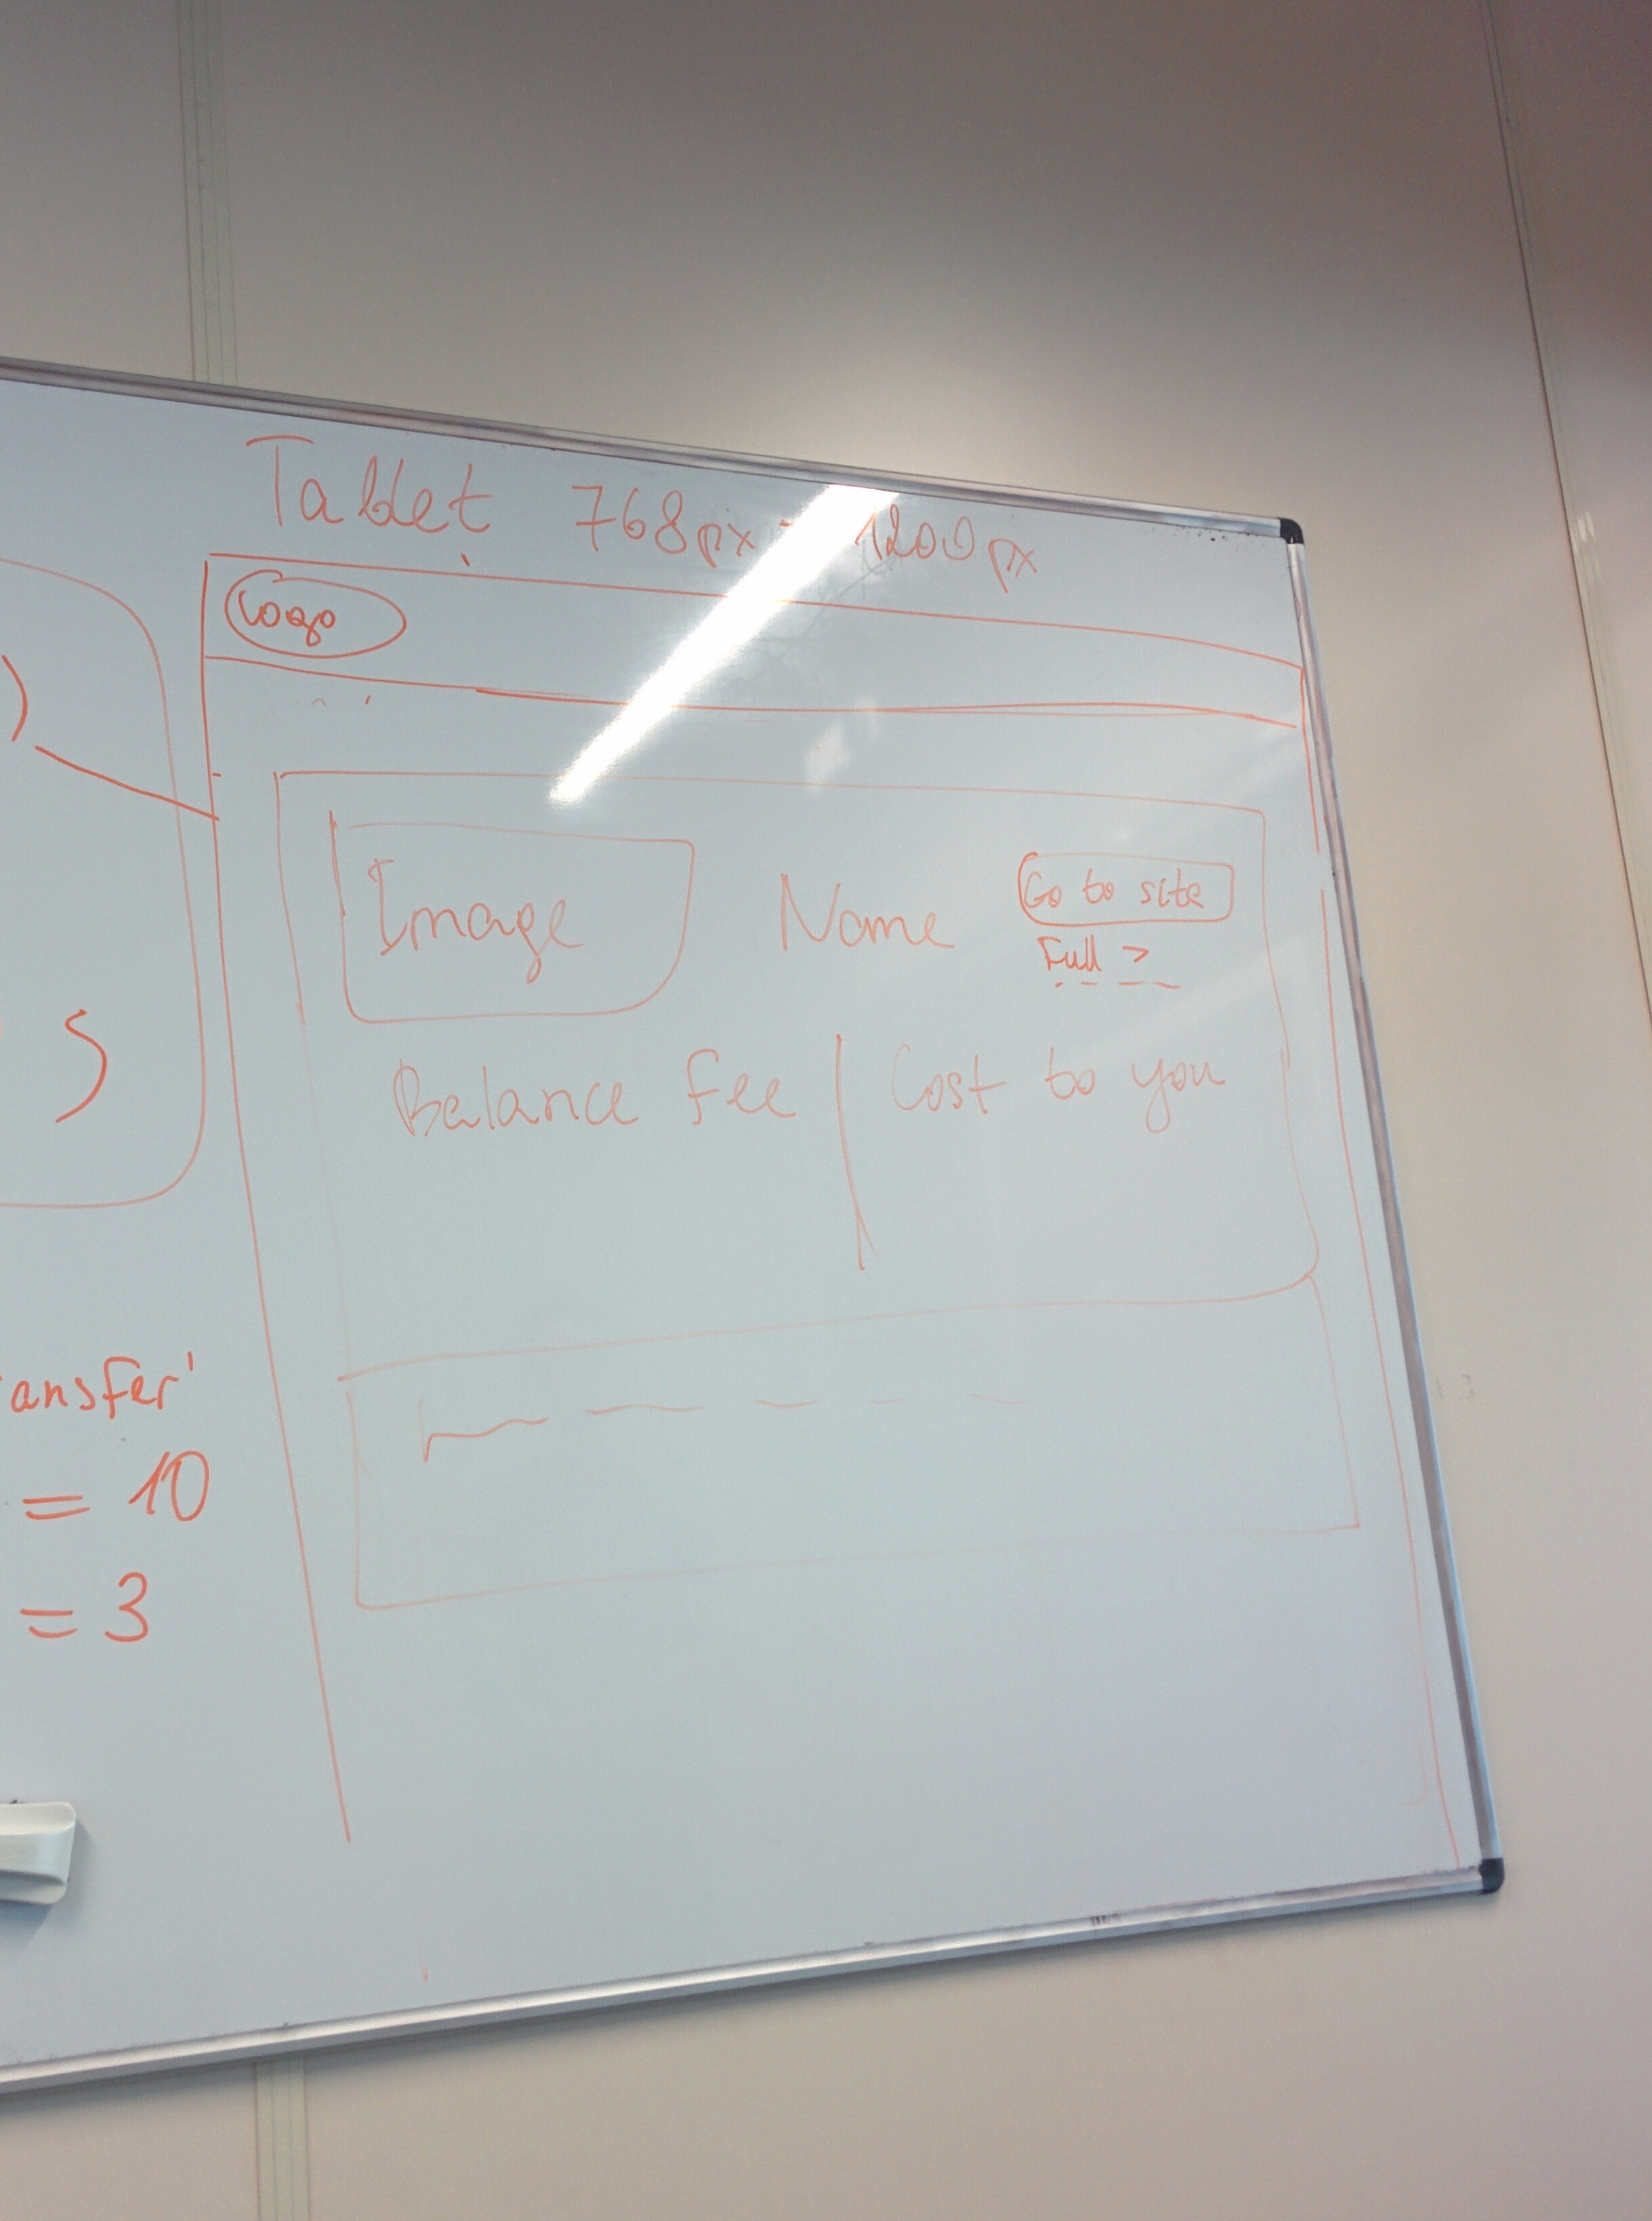 Tablet 768px - 1200px
Logo
Image Name Go to site
Full >
Balance Fee | Cost to you
ansfer'
= 10
= 3